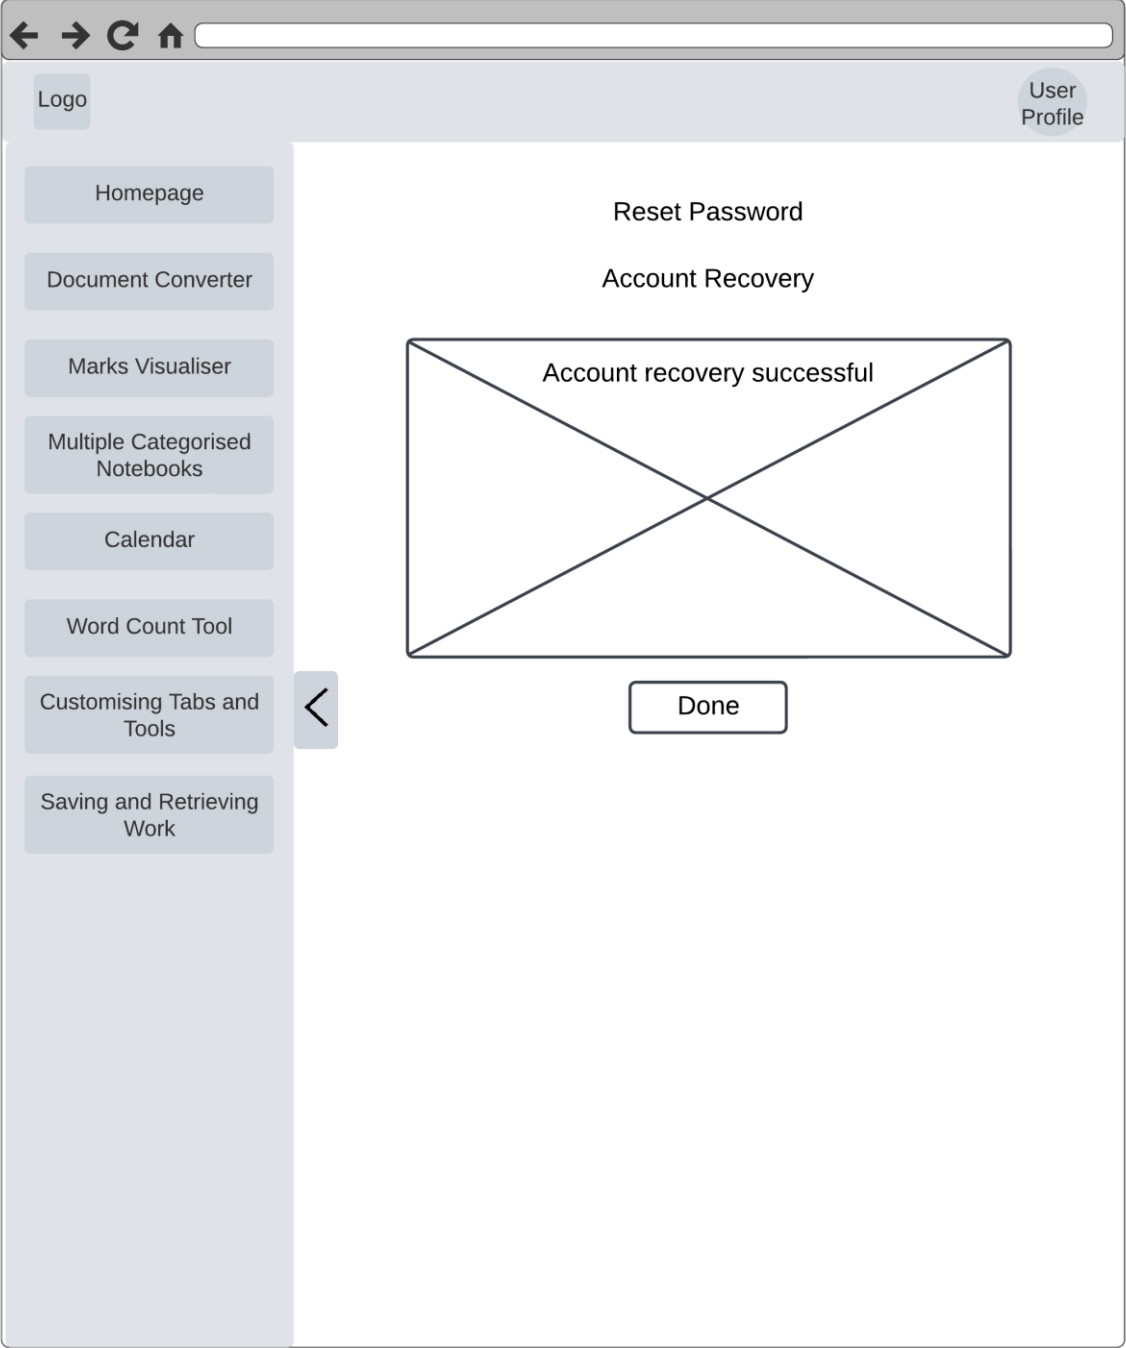 Logo
User
Profile
Homepage
Document Converter
Marks Visualiser
Multiple Categorised
Notebooks
Calendar
Word Count Tool
Customising Tabs and
Tools
Saving and Retrieving
Work
Reset Password
Account Recovery
Account recovery successful
Done